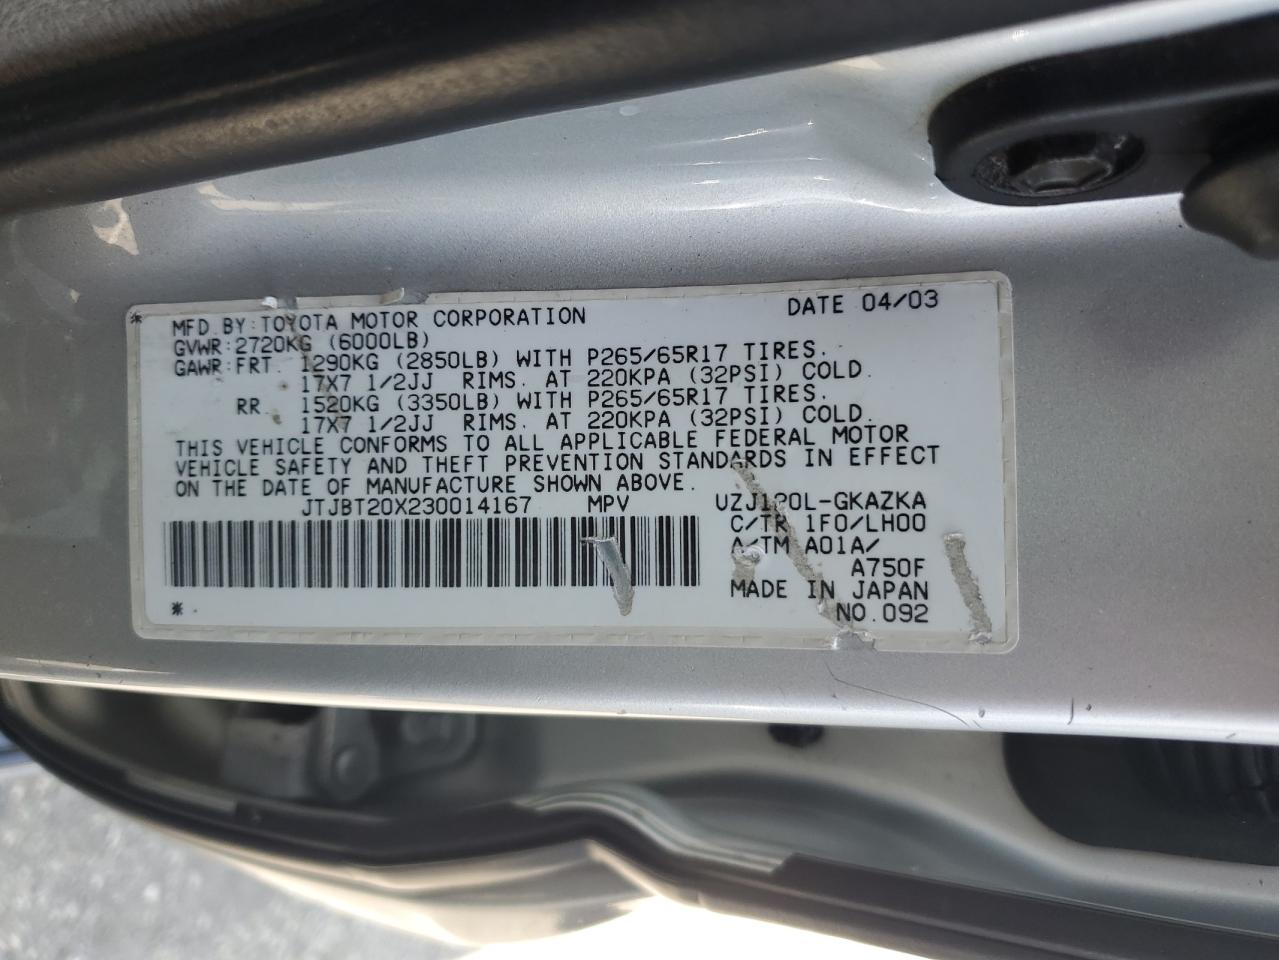 DATE 04/03
MFD. BY: TOYOTA MOTOR CORPORATION
GVWR: 2720KG (6000LB)
GAWR: FRT. 1290KG (2850LB) WITH P265/65R17 TIRES.
17X7 1/2JJ RIMS. AT 220KPA (32PSI) COLD.
RR. 1520KG (3350LB) WITH P265/65R17 TIRES.
17X7 1/2JJ RIMS. AT 220KPA (32PSI) COLD.
THIS VEHICLE CONFORMS TO ALL APPLICABLE FEDERAL MOTOR
VEHICLE SAFETY AND THEFT PREVENTION STANDARDS IN EFFECT
ON THE DATE OF MANUFACTURE SHOWN ABOVE.
JTJBT20X230014167 MPV UZJ120L-GKAZKA
C/TR 1F0/LH00
A/TM A01A/
A750F
MADE IN JAPAN
NO.092